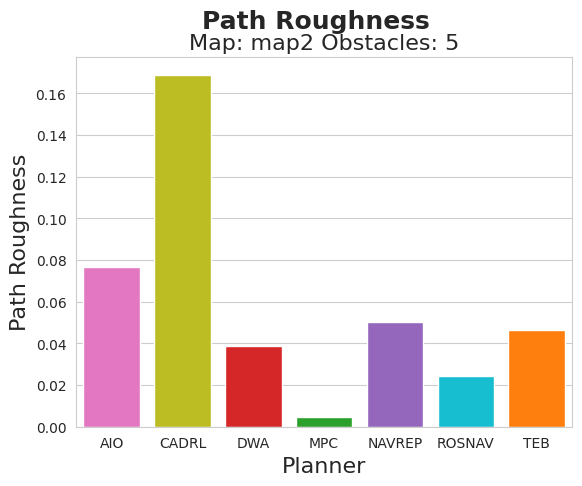 Path Roughness
Map: map2 Obstacles: 5
Path Roughness
0.16
0.14
0.12
0.10
0.08
0.06
0.04
0.02
0.00
AIO CADRL DWA MPC NAVREP ROSNAV TEB
Planner